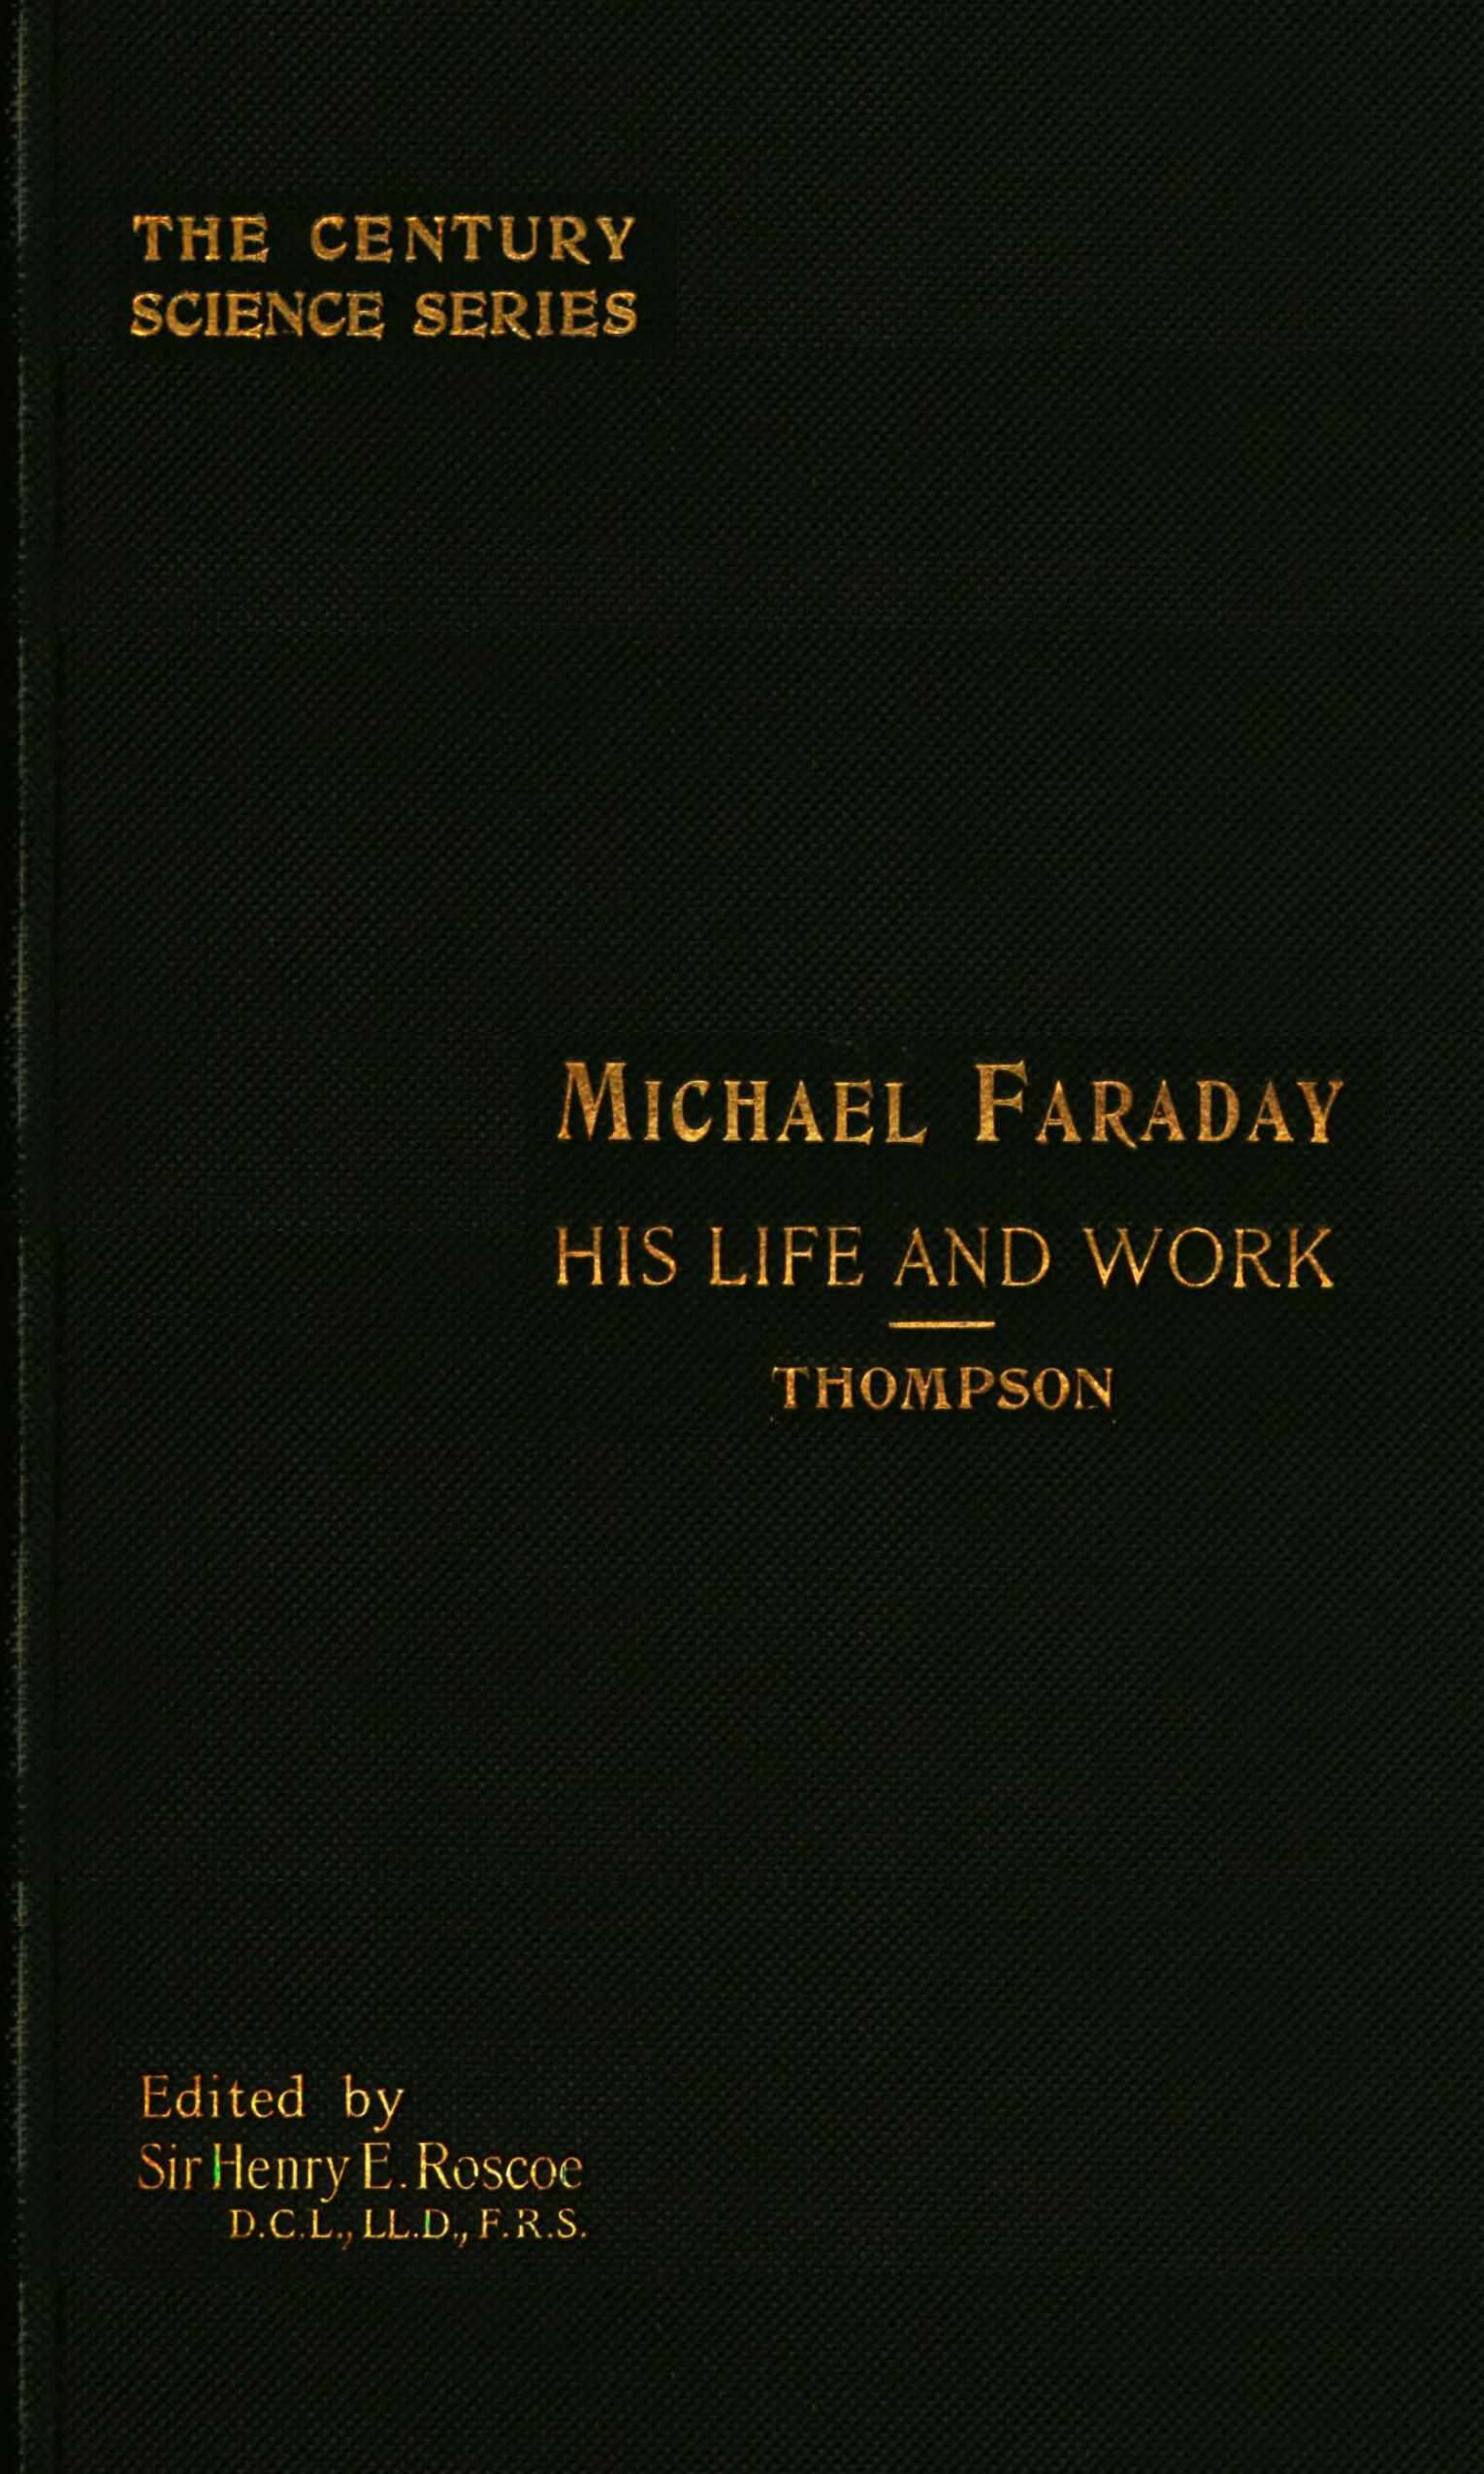 THE CENTURY
SCIENCE SERIES
MICHAEL FARADAY
HIS LIFE AND WORK
THOMPSON
Edited by
Sir Henry E. Roscoe
D.C.L., LL.D., F.R.S.